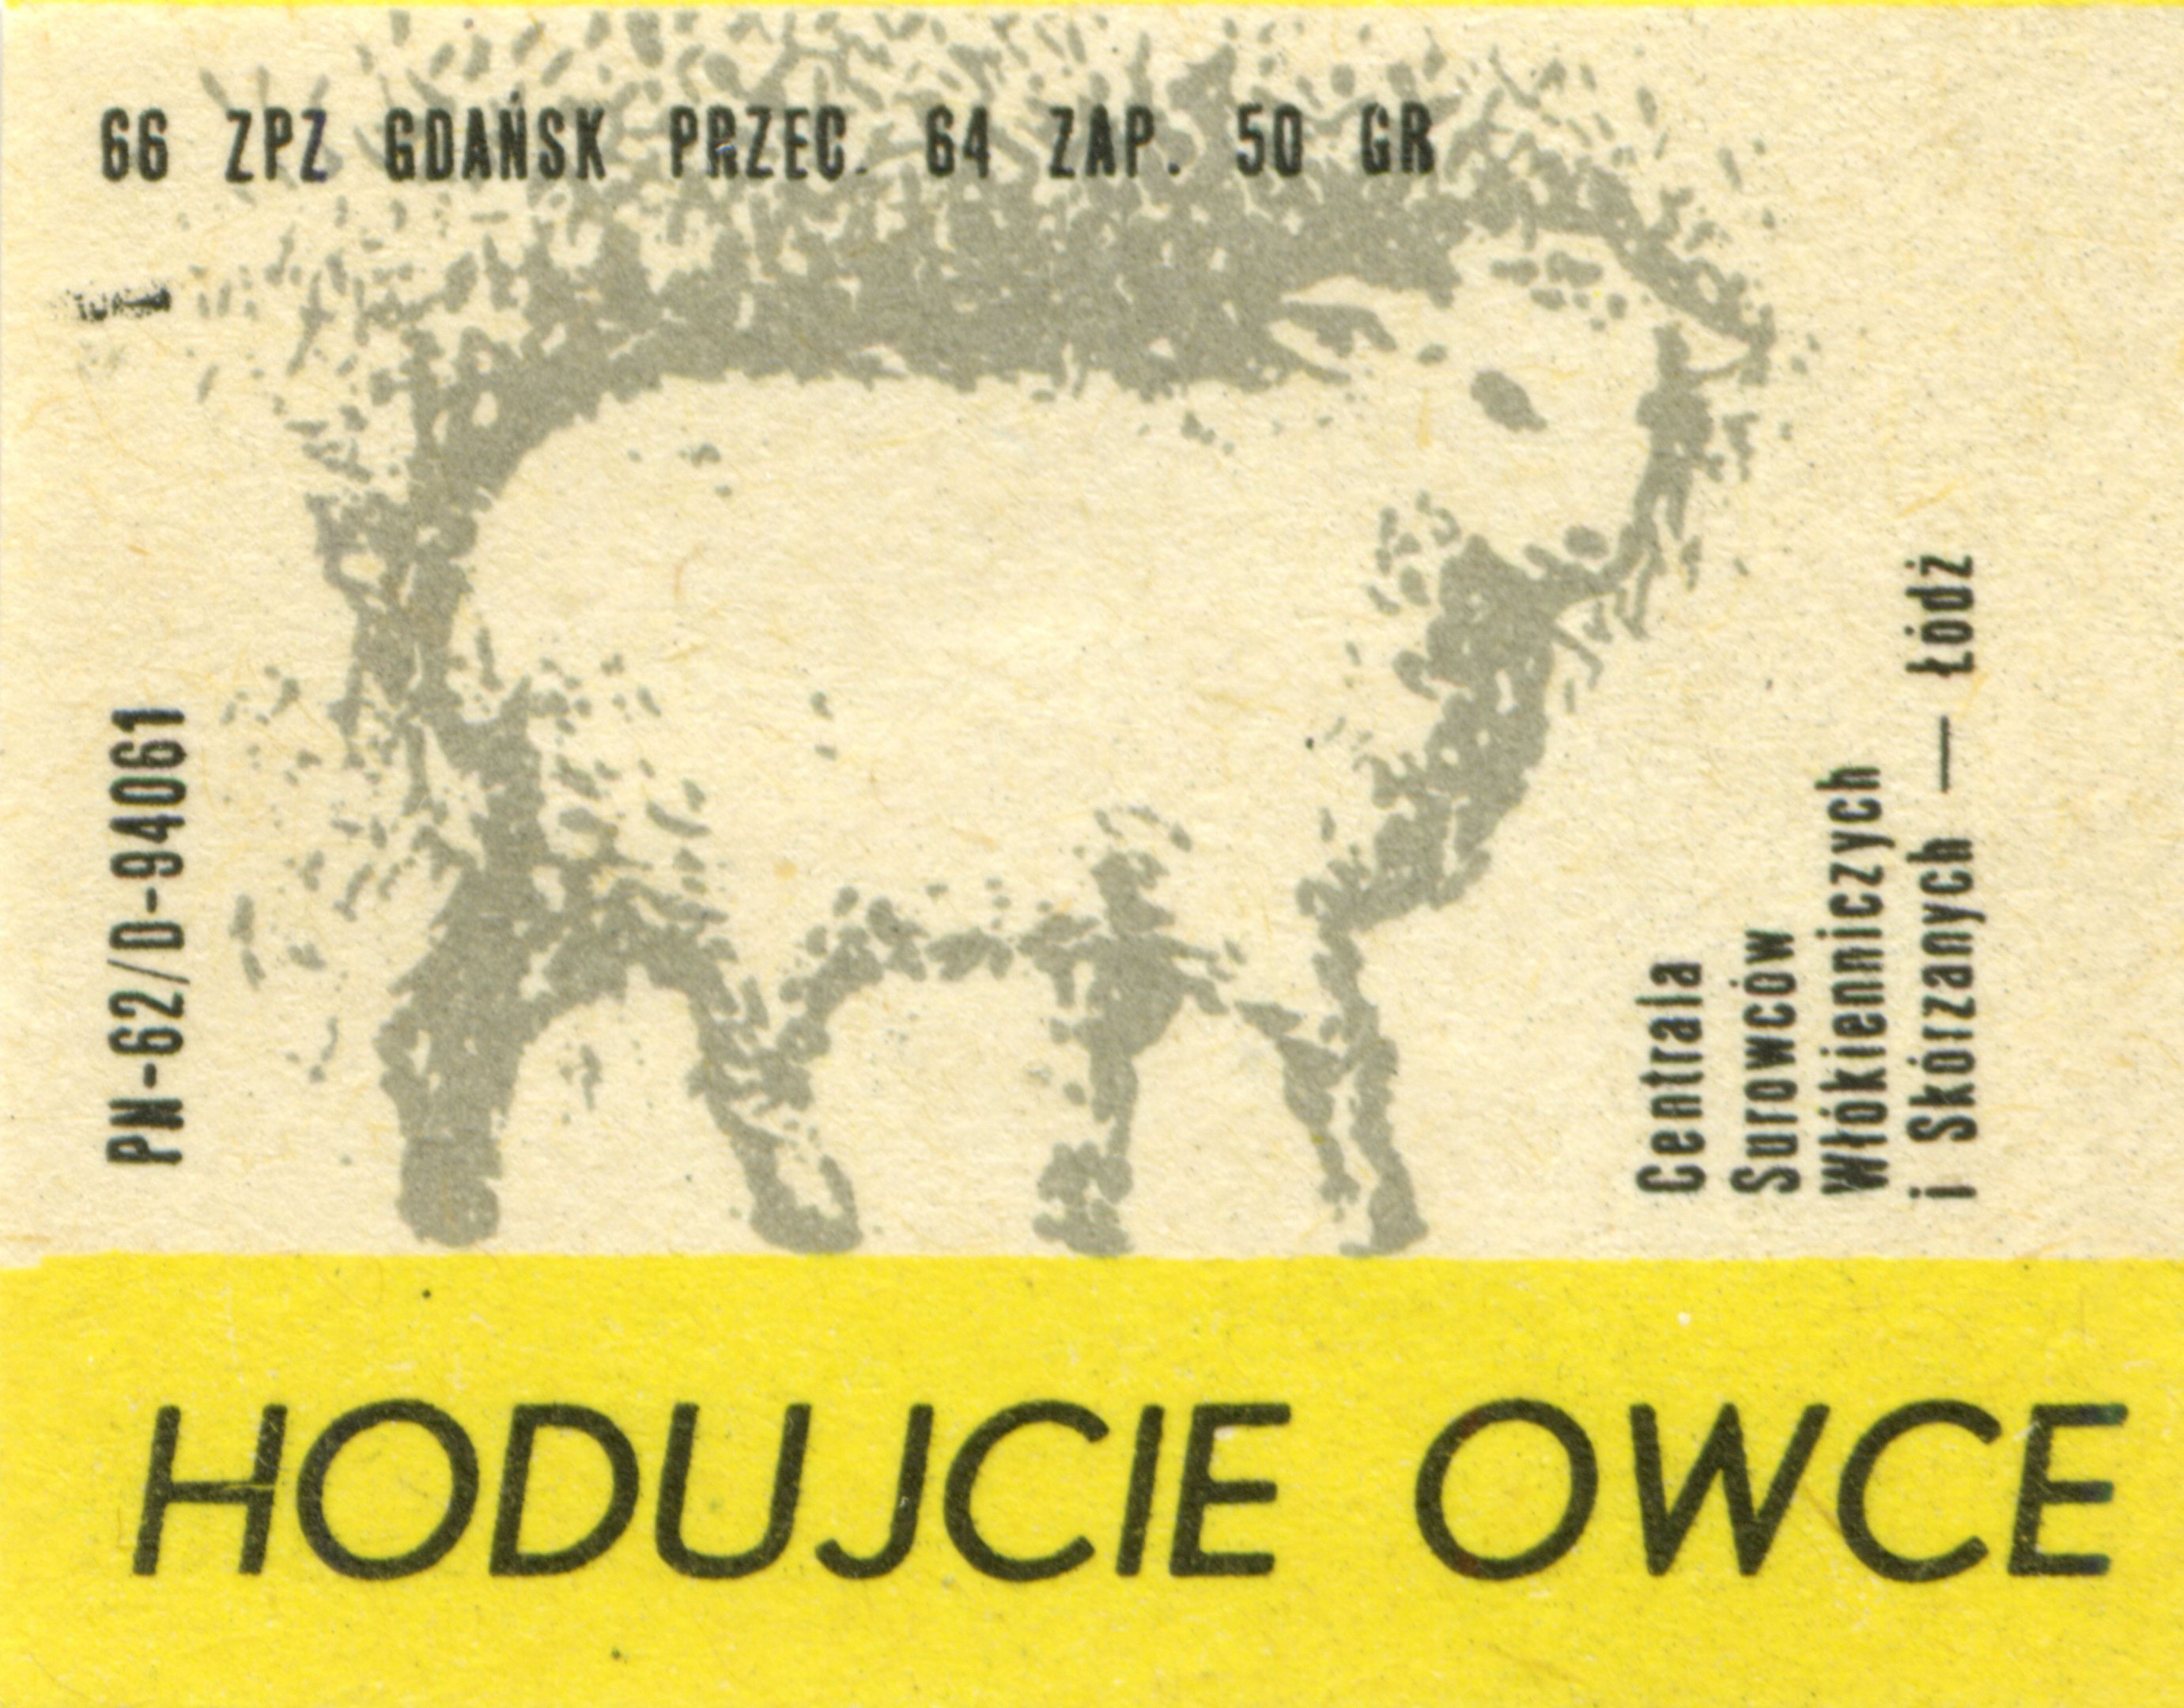 66 ZPZ GDAŃSK PRZEC. 64 ZAP. 50 GR
PN-62/D-94061
Centrala
Surowców
Włókienniczych
i Skórzanych — Łódź
HODUJCIE OWCE